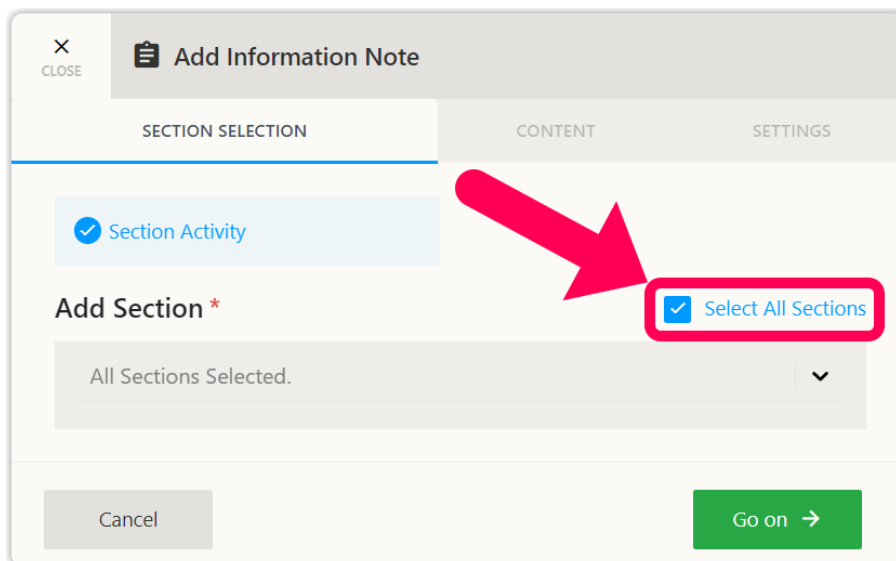 CLOSE
Add Information Note
SECTION SELECTION
CONTENT
SETTINGS
Section Activity
Add Section *
Select All Sections
All Sections Selected.
Cancel
Go on